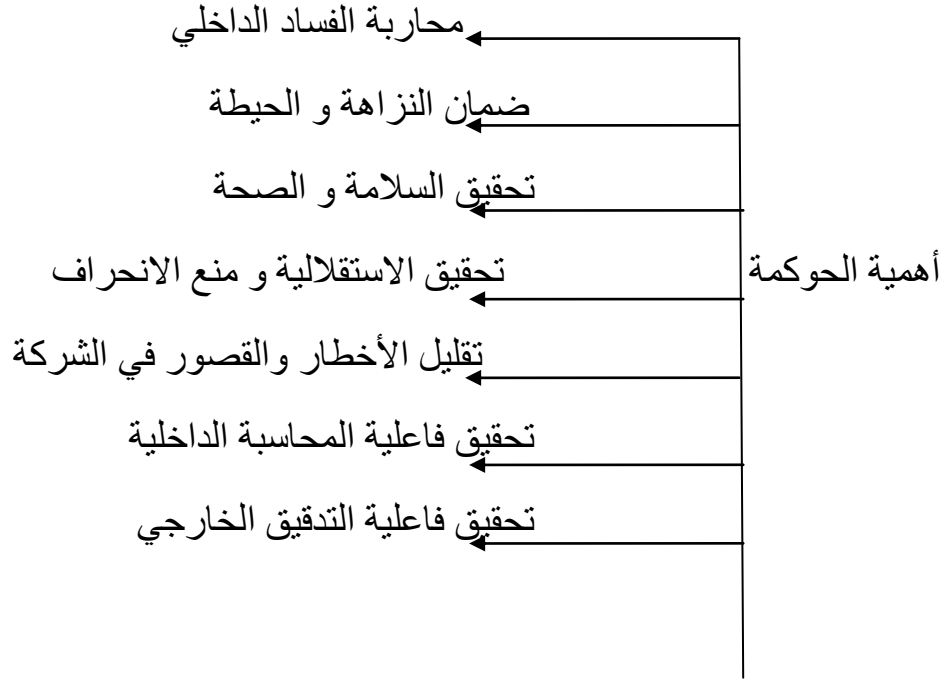 محاربة الفساد الداخلي
ضمان النزاهة و الحيطة
تحقيق السلامة و الصحة
أهمية الحوكمة
تحقيق الاستقلالية و منع الانحراف
تقليل الأخطار والقصور في الشركة
تحقيق فاعلية المحاسبة الداخلية
تحقيق فاعلية التدقيق الخارجي